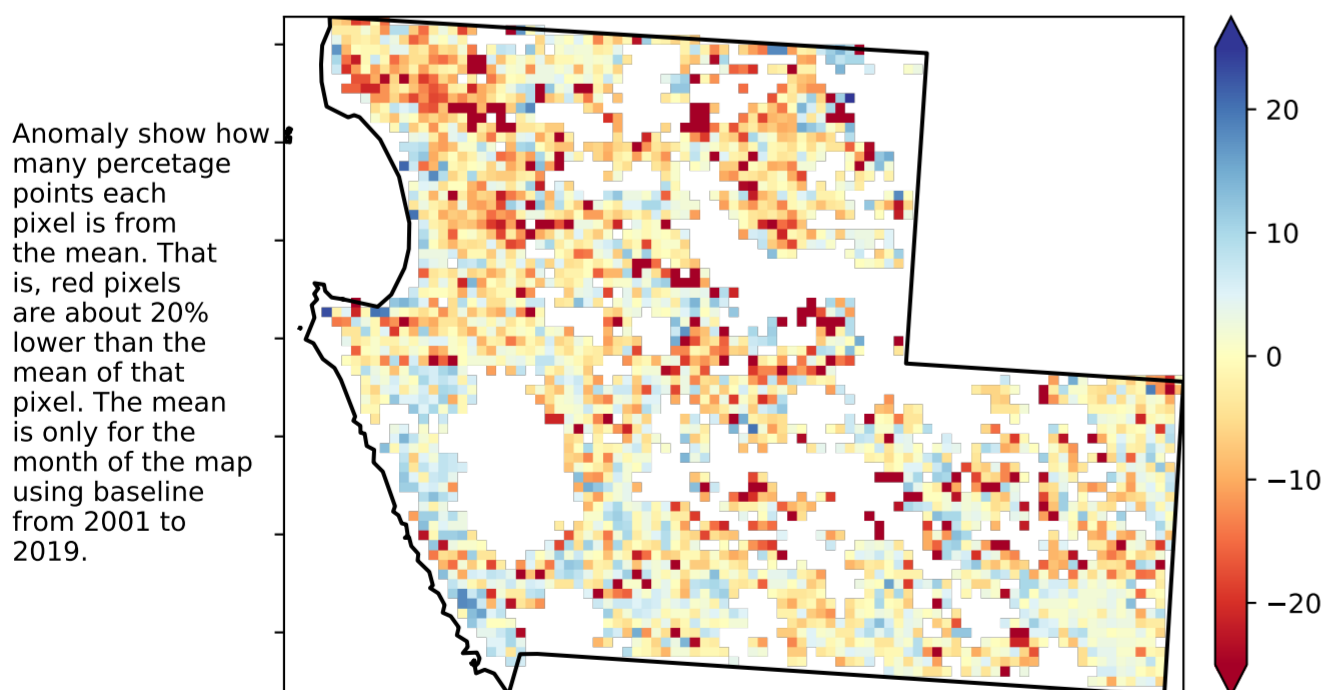 Anomaly show how
many percetage
points each
pixel is from
the mean. That
is, red pixels
are about 20%
lower than the
mean of that
pixel. The mean
is only for the
month of the map
using baseline
from 2001 to
2019.
20
10
0
−10
−20